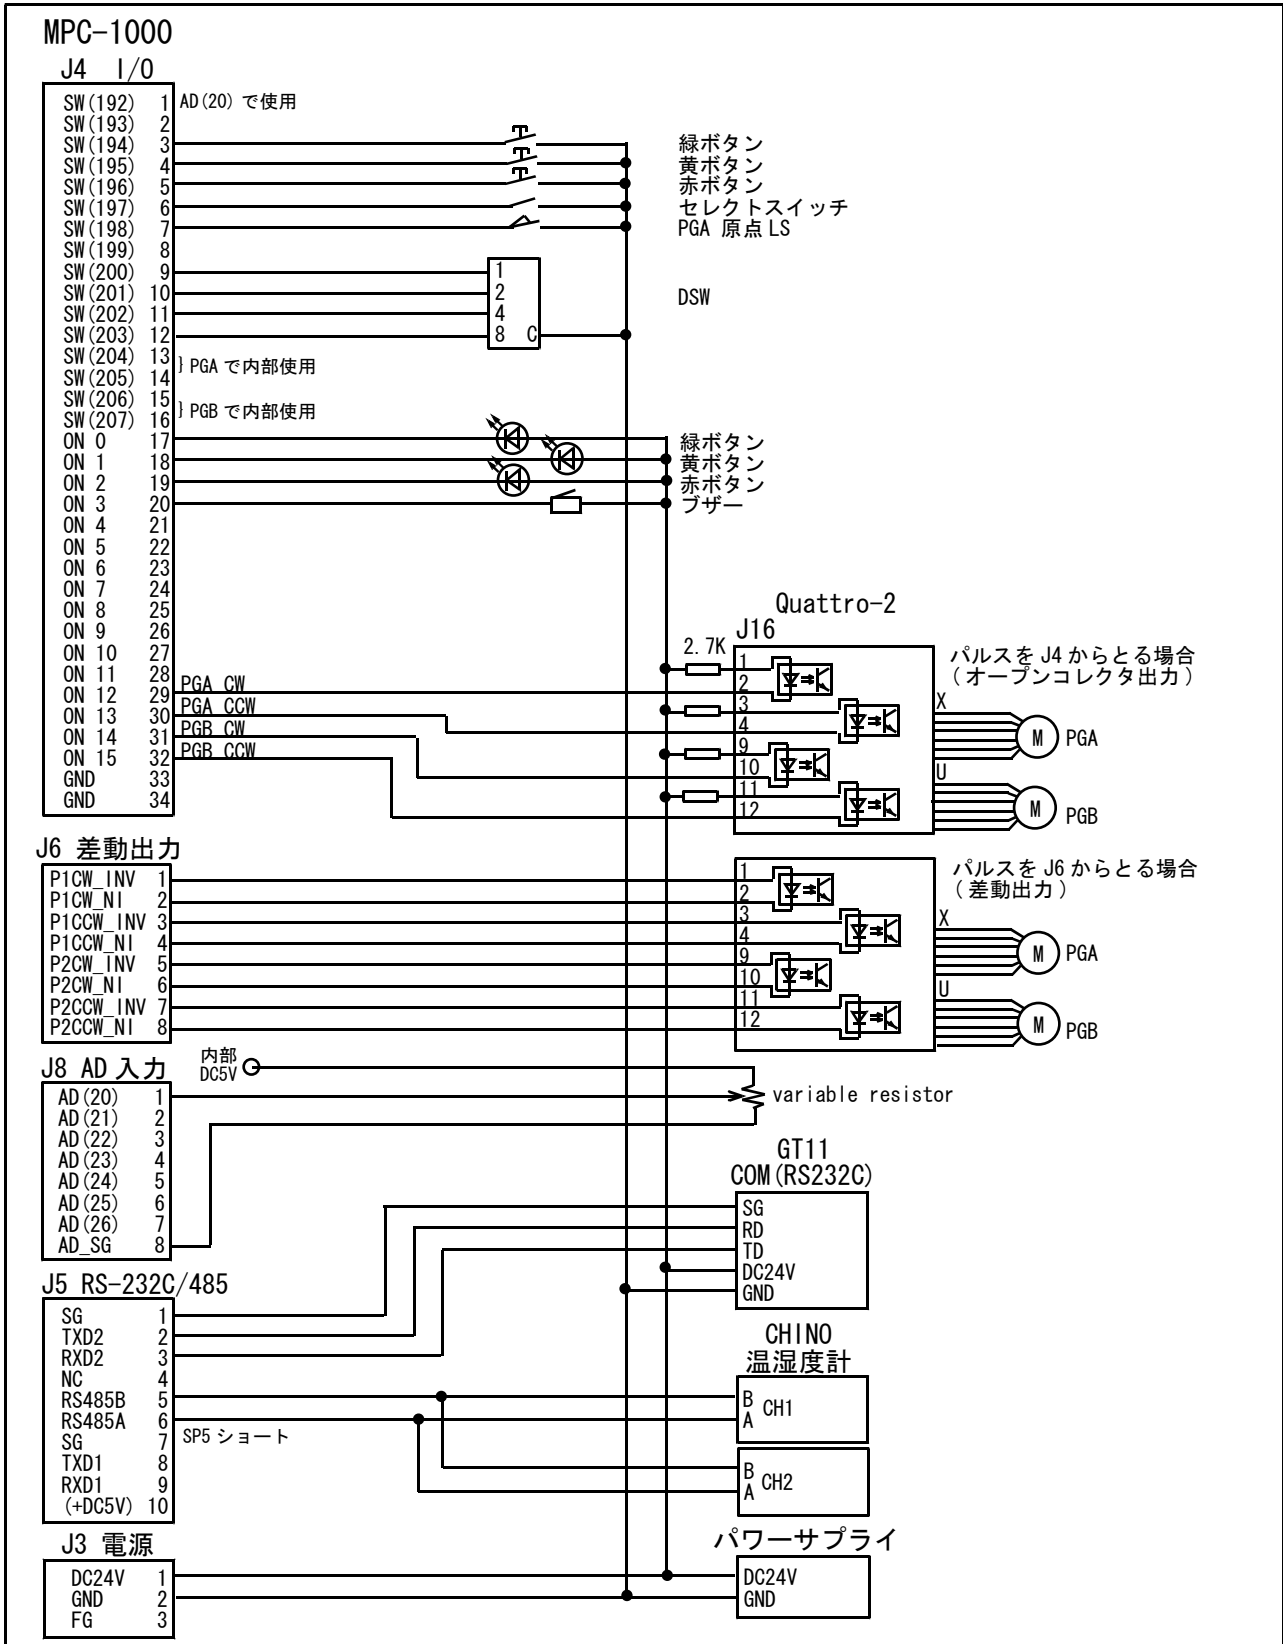 MPC-1000
J4 I/O
SW(192) 1 AD(20) で使用
SW(193) 2
SW(194) 3 緑ボタン
SW(195) 4 黄ボタン
SW(196) 5 赤ボタン
SW(197) 6 セレクトスイッチ
SW(198) 7 PGA 原点 LS
SW(199) 8
SW(200) 9 1
SW(201) 10 2 DSW
SW(202) 11 4
SW(203) 12 8 C
SW(204) 13
} PGA で内部使用
SW(205) 14
SW(206) 15
} PGB で内部使用
SW(207) 16
ON 0 17 緑ボタン
ON 1 18 黄ボタン
ON 2 19 赤ボタン
ON 3 20 ブザー
ON 4 21
ON 5 22
ON 6 23
ON 7 24
ON 8 25
ON 9 26
ON 10 27
ON 11 28
ON 12 29 PGA CW
ON 13 30 PGA CCW
ON 14 31 PGB CW
ON 15 32 PGB CCW
GND 33
GND 34
Quattro-2
J16
2.7K
1
2
3
4
9
10
11
12
パルスを J4 からとる場合
( オープンコレクタ出力 )
X
M PGA
U
M PGB
J6 差動出力
P1CW_INV 1
P1CW_NI 2
P1CCW_INV 3
P1CCW_NI 4
P2CW_INV 5
P2CW_NI 6
P2CCW_INV 7
P2CCW_NI 8
1
2
3
4
9
10
11
12
パルスを J6 からとる場合
( 差動出力 )
X
M PGA
U
M PGB
J8 AD 入力
内部
DC5V
AD(20) 1
AD(21) 2
AD(22) 3
AD(23) 4
AD(24) 5
AD(25) 6
AD(26) 7
AD_SG 8
variable resistor
GT11
COM(RS232C)
SG
RD
TD
DC24V
GND
J5 RS-232C/485
SG 1
TXD2 2
RXD2 3
NC 4
RS485B 5
RS485A 6
SG 7
TXD1 8
RXD1 9
(+DC5V) 10
SP5 ショート
CHINO
温湿度計
B
A
CH1
B
A
CH2
J3 電源
DC24V 1
GND 2
FG 3
パワーサプライ
DC24V
GND